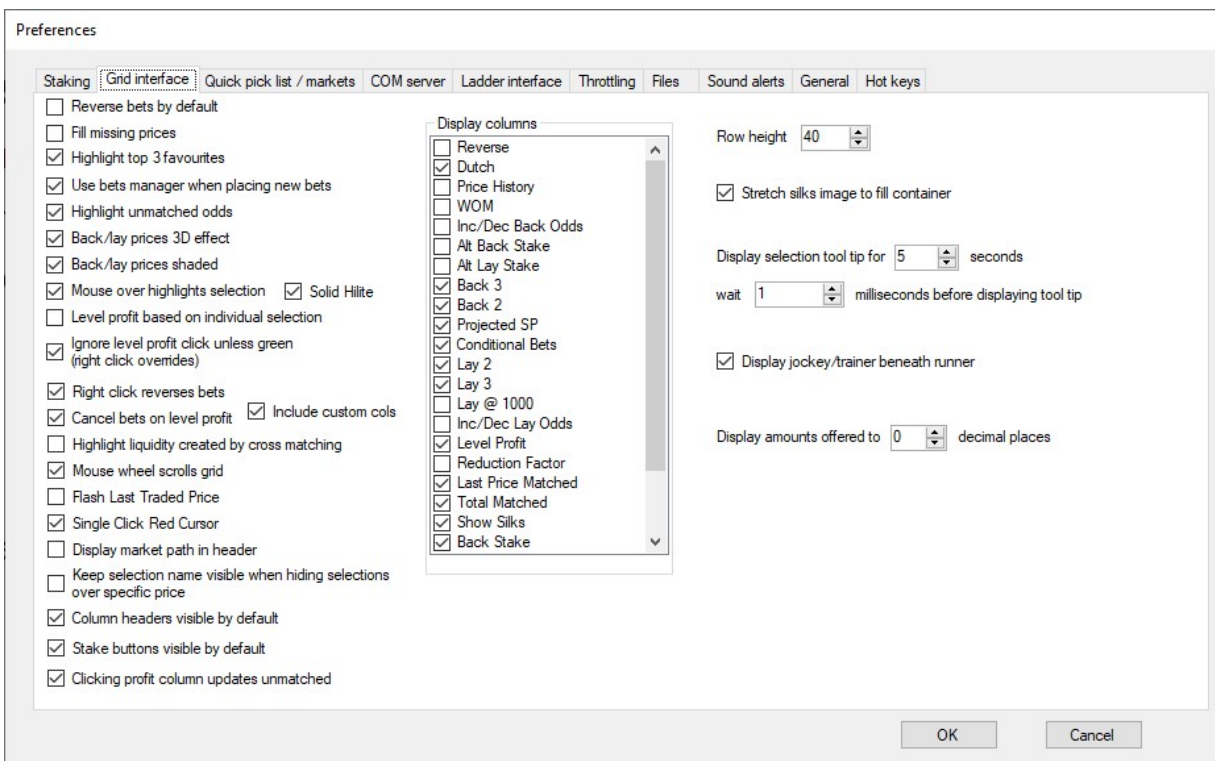 Preferences
Staking
Grid interface
Quick pick list / markets
COM server
Ladder interface
Throttling
Files
Sound alerts
General
Hot keys
Reverse bets by default
Fill missing prices
Highlight top 3 favourites
Use bets manager when placing new bets
Highlight unmatched odds
Back/lay prices 3D effect
Back/lay prices shaded
Mouse over highlights selection
Solid Hilite
Level profit based on individual selection
Ignore level profit click unless green
(right click overrides)
Right click reverses bets
Cancel bets on level profit
Include custom cols
Highlight liquidity created by cross matching
Mouse wheel scrolls grid
Flash Last Traded Price
Single Click Red Cursor
Display market path in header
Keep selection name visible when hiding selections
over specific price
Column headers visible by default
Stake buttons visible by default
Clicking profit column updates unmatched
Display columns
Reverse
Dutch
Price History
WOM
Inc/Dec Back Odds
Alt Back Stake
Alt Lay Stake
Back 3
Back 2
Projected SP
Conditional Bets
Lay 2
Lay 3
Lay @ 1000
Inc/Dec Lay Odds
Level Profit
Reduction Factor
Last Price Matched
Total Matched
Show Silks
Back Stake
Row height 40
Stretch silks image to fill container
Display selection tool tip for 5 seconds
wait 1 milliseconds before displaying tool tip
Display jockey/trainer beneath runner
Display amounts offered to 0 decimal places
OK
Cancel